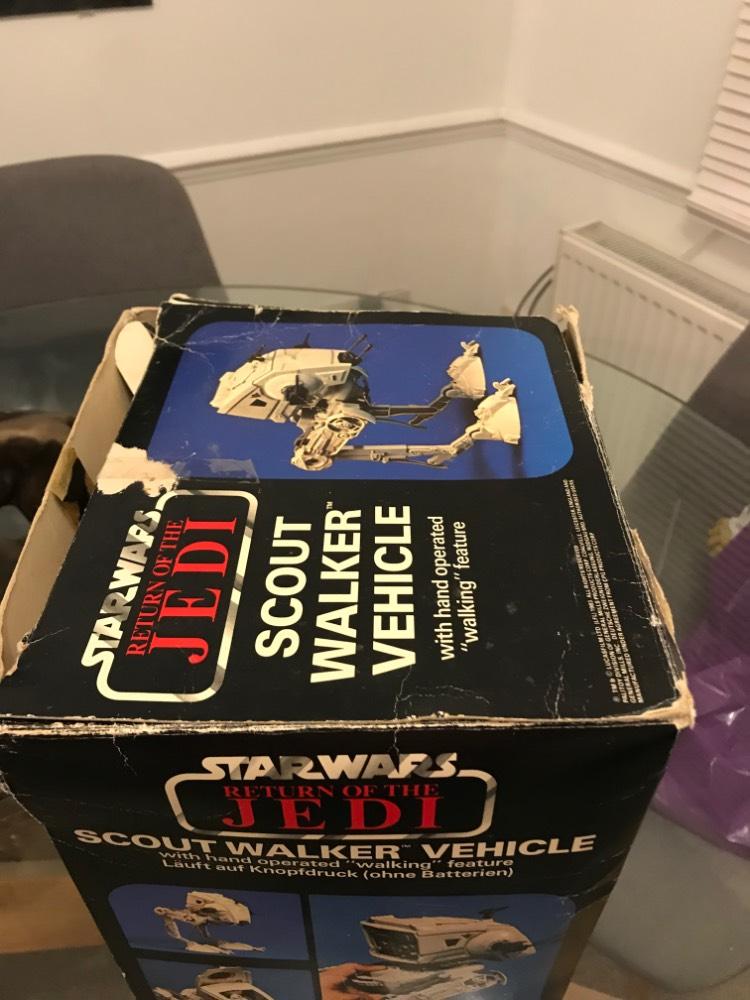 STAR WARS
RETURN OF THE
JEDI
SCOUT
WALKER™
VEHICLE
with hand operated
"walking" feature
STAR WARS
RETURN OF THE
JEDI
SCOUT WALKER™ VEHICLE
with hand operated "walking" feature
Läuft auf Knopfdruck (ohne Batterien)